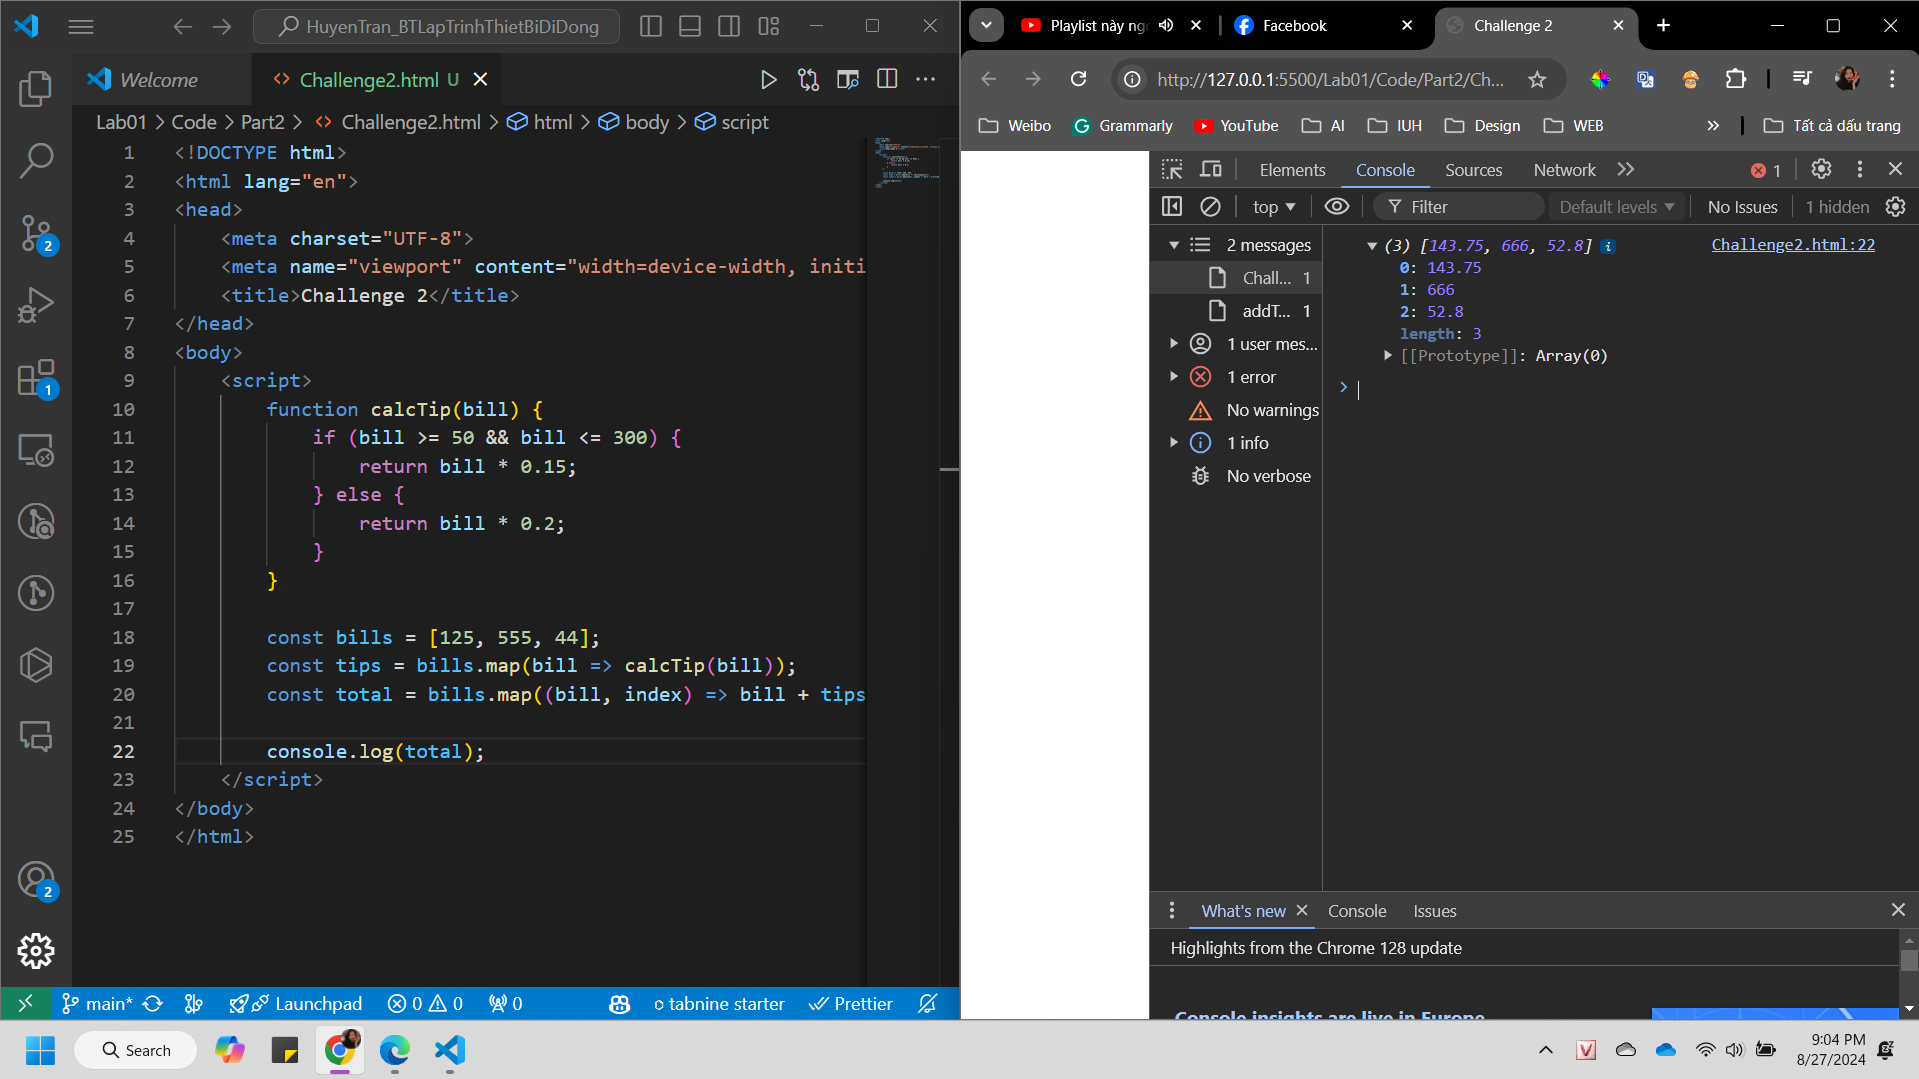 HuyenTran_BTLapTrinhThietBiDiDong
Welcome
Challenge2.html U
Lab01 > Code > Part2 > Challenge2.html > html > body > script
1 <!DOCTYPE html>
2 <html lang="en">
3 <head>
4 <meta charset="UTF-8">
5 <meta name="viewport" content="width=device-width, initi
6 <title>Challenge 2</title>
7 </head>
8 <body>
9 <script>
10 function calcTip(bill) {
11 if (bill >= 50 && bill <= 300) {
12 return bill * 0.15;
13 } else {
14 return bill * 0.2;
15 }
16 }
17
18 const bills = [125, 555, 44];
19 const tips = bills.map(bill => calcTip(bill));
20 const total = bills.map((bill, index) => bill + tips
21
22 console.log(total);
23 </script>
24 </body>
25 </html>
2
1
2
main* Launchpad 0 0 0 tabnine starter Prettier
Playlist này ng
Facebook
Challenge 2
http://127.0.0.1:5500/Lab01/Code/Part2/Ch...
Weibo Grammarly YouTube AI IUH Design WEB Tất cả dấu trang
Elements Console Sources Network 1
top Filter Default levels No Issues 1 hidden
2 messages
Chall... 1
addT... 1
1 user mes...
1 error
No warnings
1 info
No verbose
(3) [143.75, 666, 52.8] i Challenge2.html:22
0: 143.75
1: 666
2: 52.8
length: 3
[[Prototype]]: Array(0)
What's new Console Issues
Highlights from the Chrome 128 update
Console insights are live in Europe
Search
9:04 PM
8/27/2024